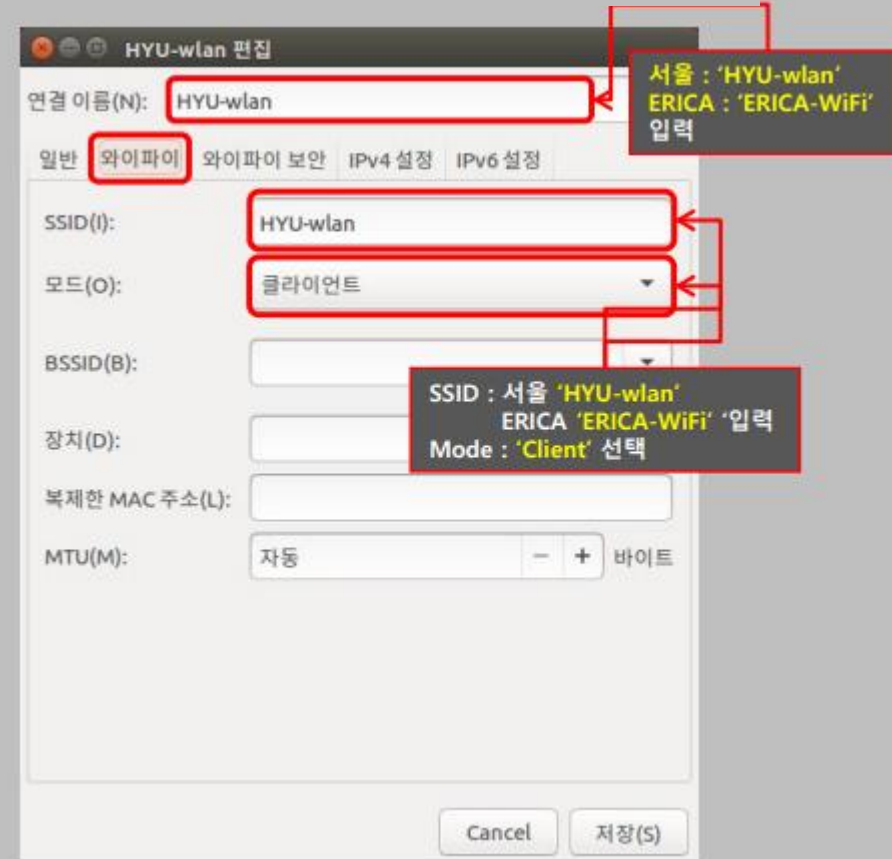 HYU-wlan 편집
연결 이름(N): HYU-wlan
서울 : ‘HYU-wlan’
ERICA : ‘ERICA-WiFi’
입력
일반 와이파이 와이파이 보안 IPv4 설정 IPv6 설정
SSID(I): HYU-wlan
모드(O): 클라이언트
BSSID(B):
SSID : 서울 ‘HYU-wlan’
ERICA ‘ERICA-WiFi’ ‘입력
Mode : ‘Client’ 선택
장치(D):
복제한 MAC 주소(L):
MTU(M): 자동 − + 바이트
Cancel 저장(S)